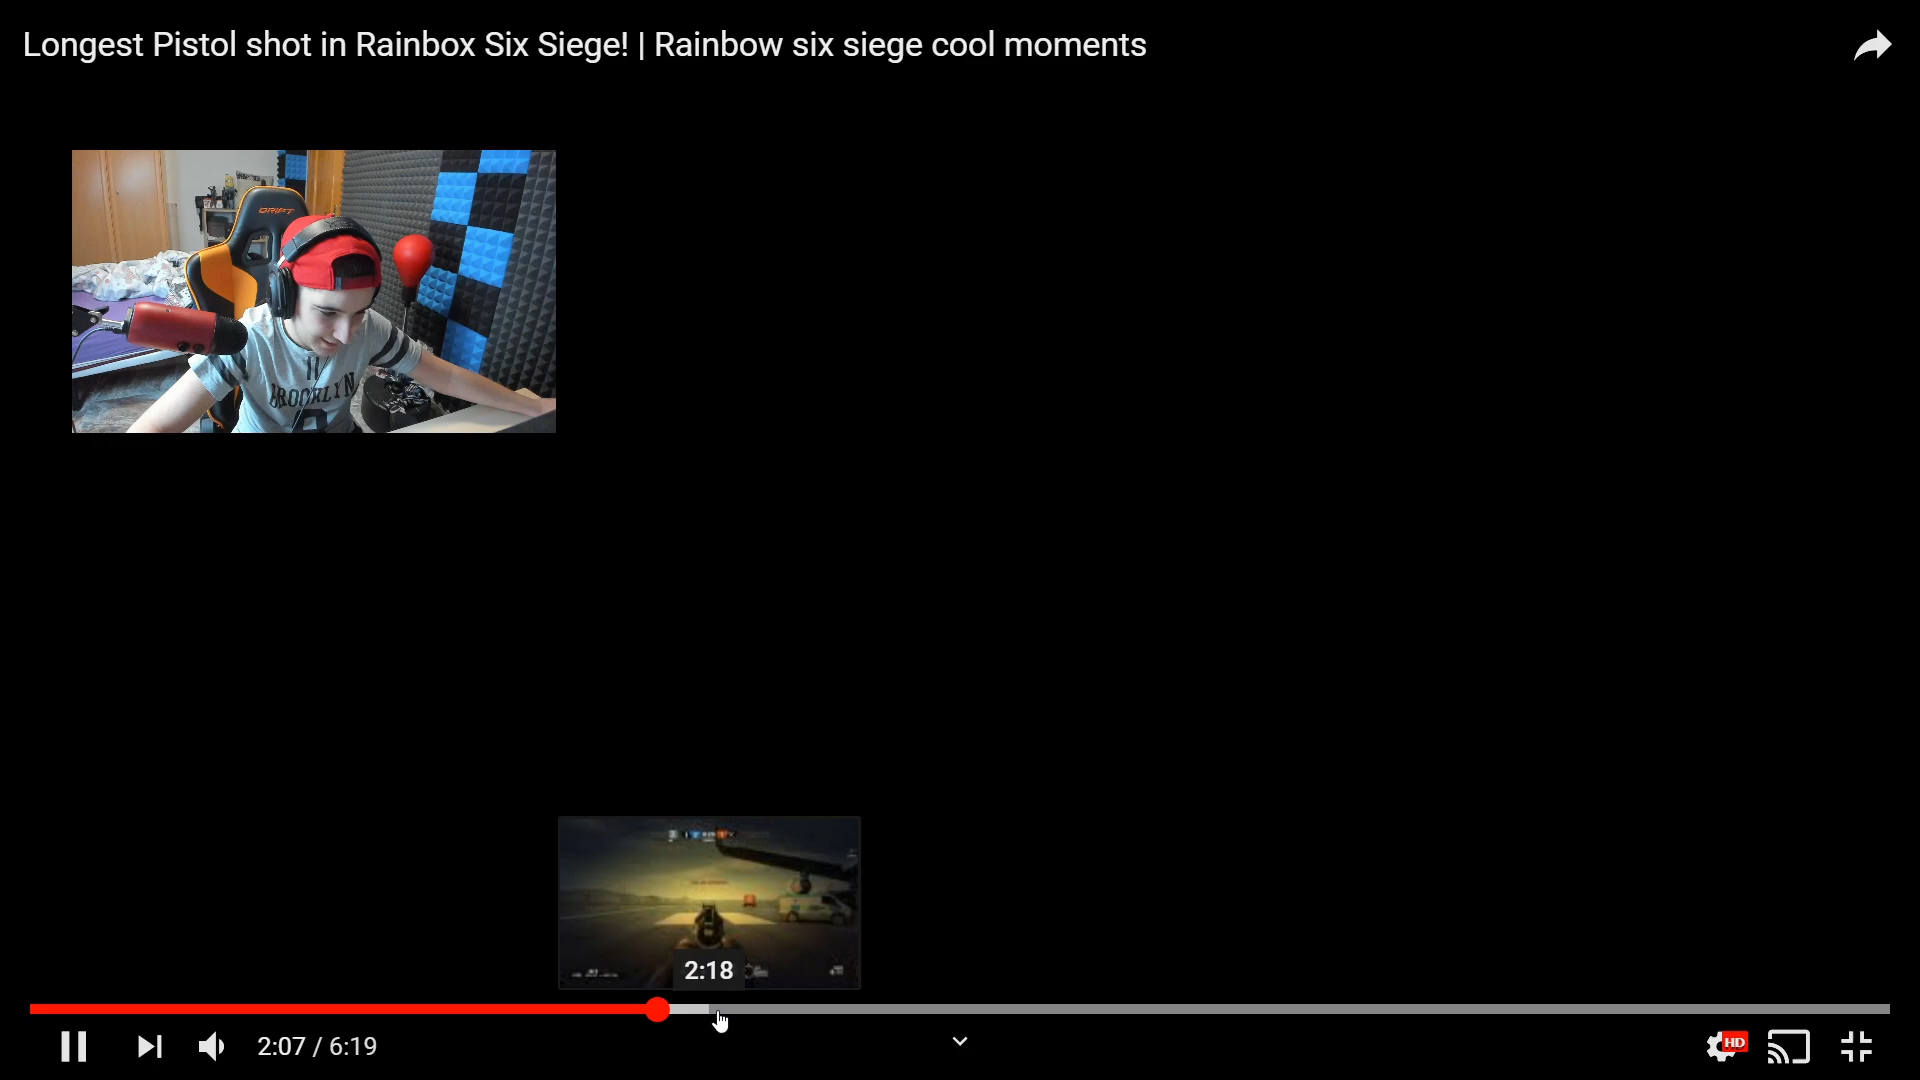 Longest Pistol shot in Rainbox Six Siege! | Rainbow six siege cool moments
DRIFT
BROOKLYN
2:18
2:07 / 6:19
HD